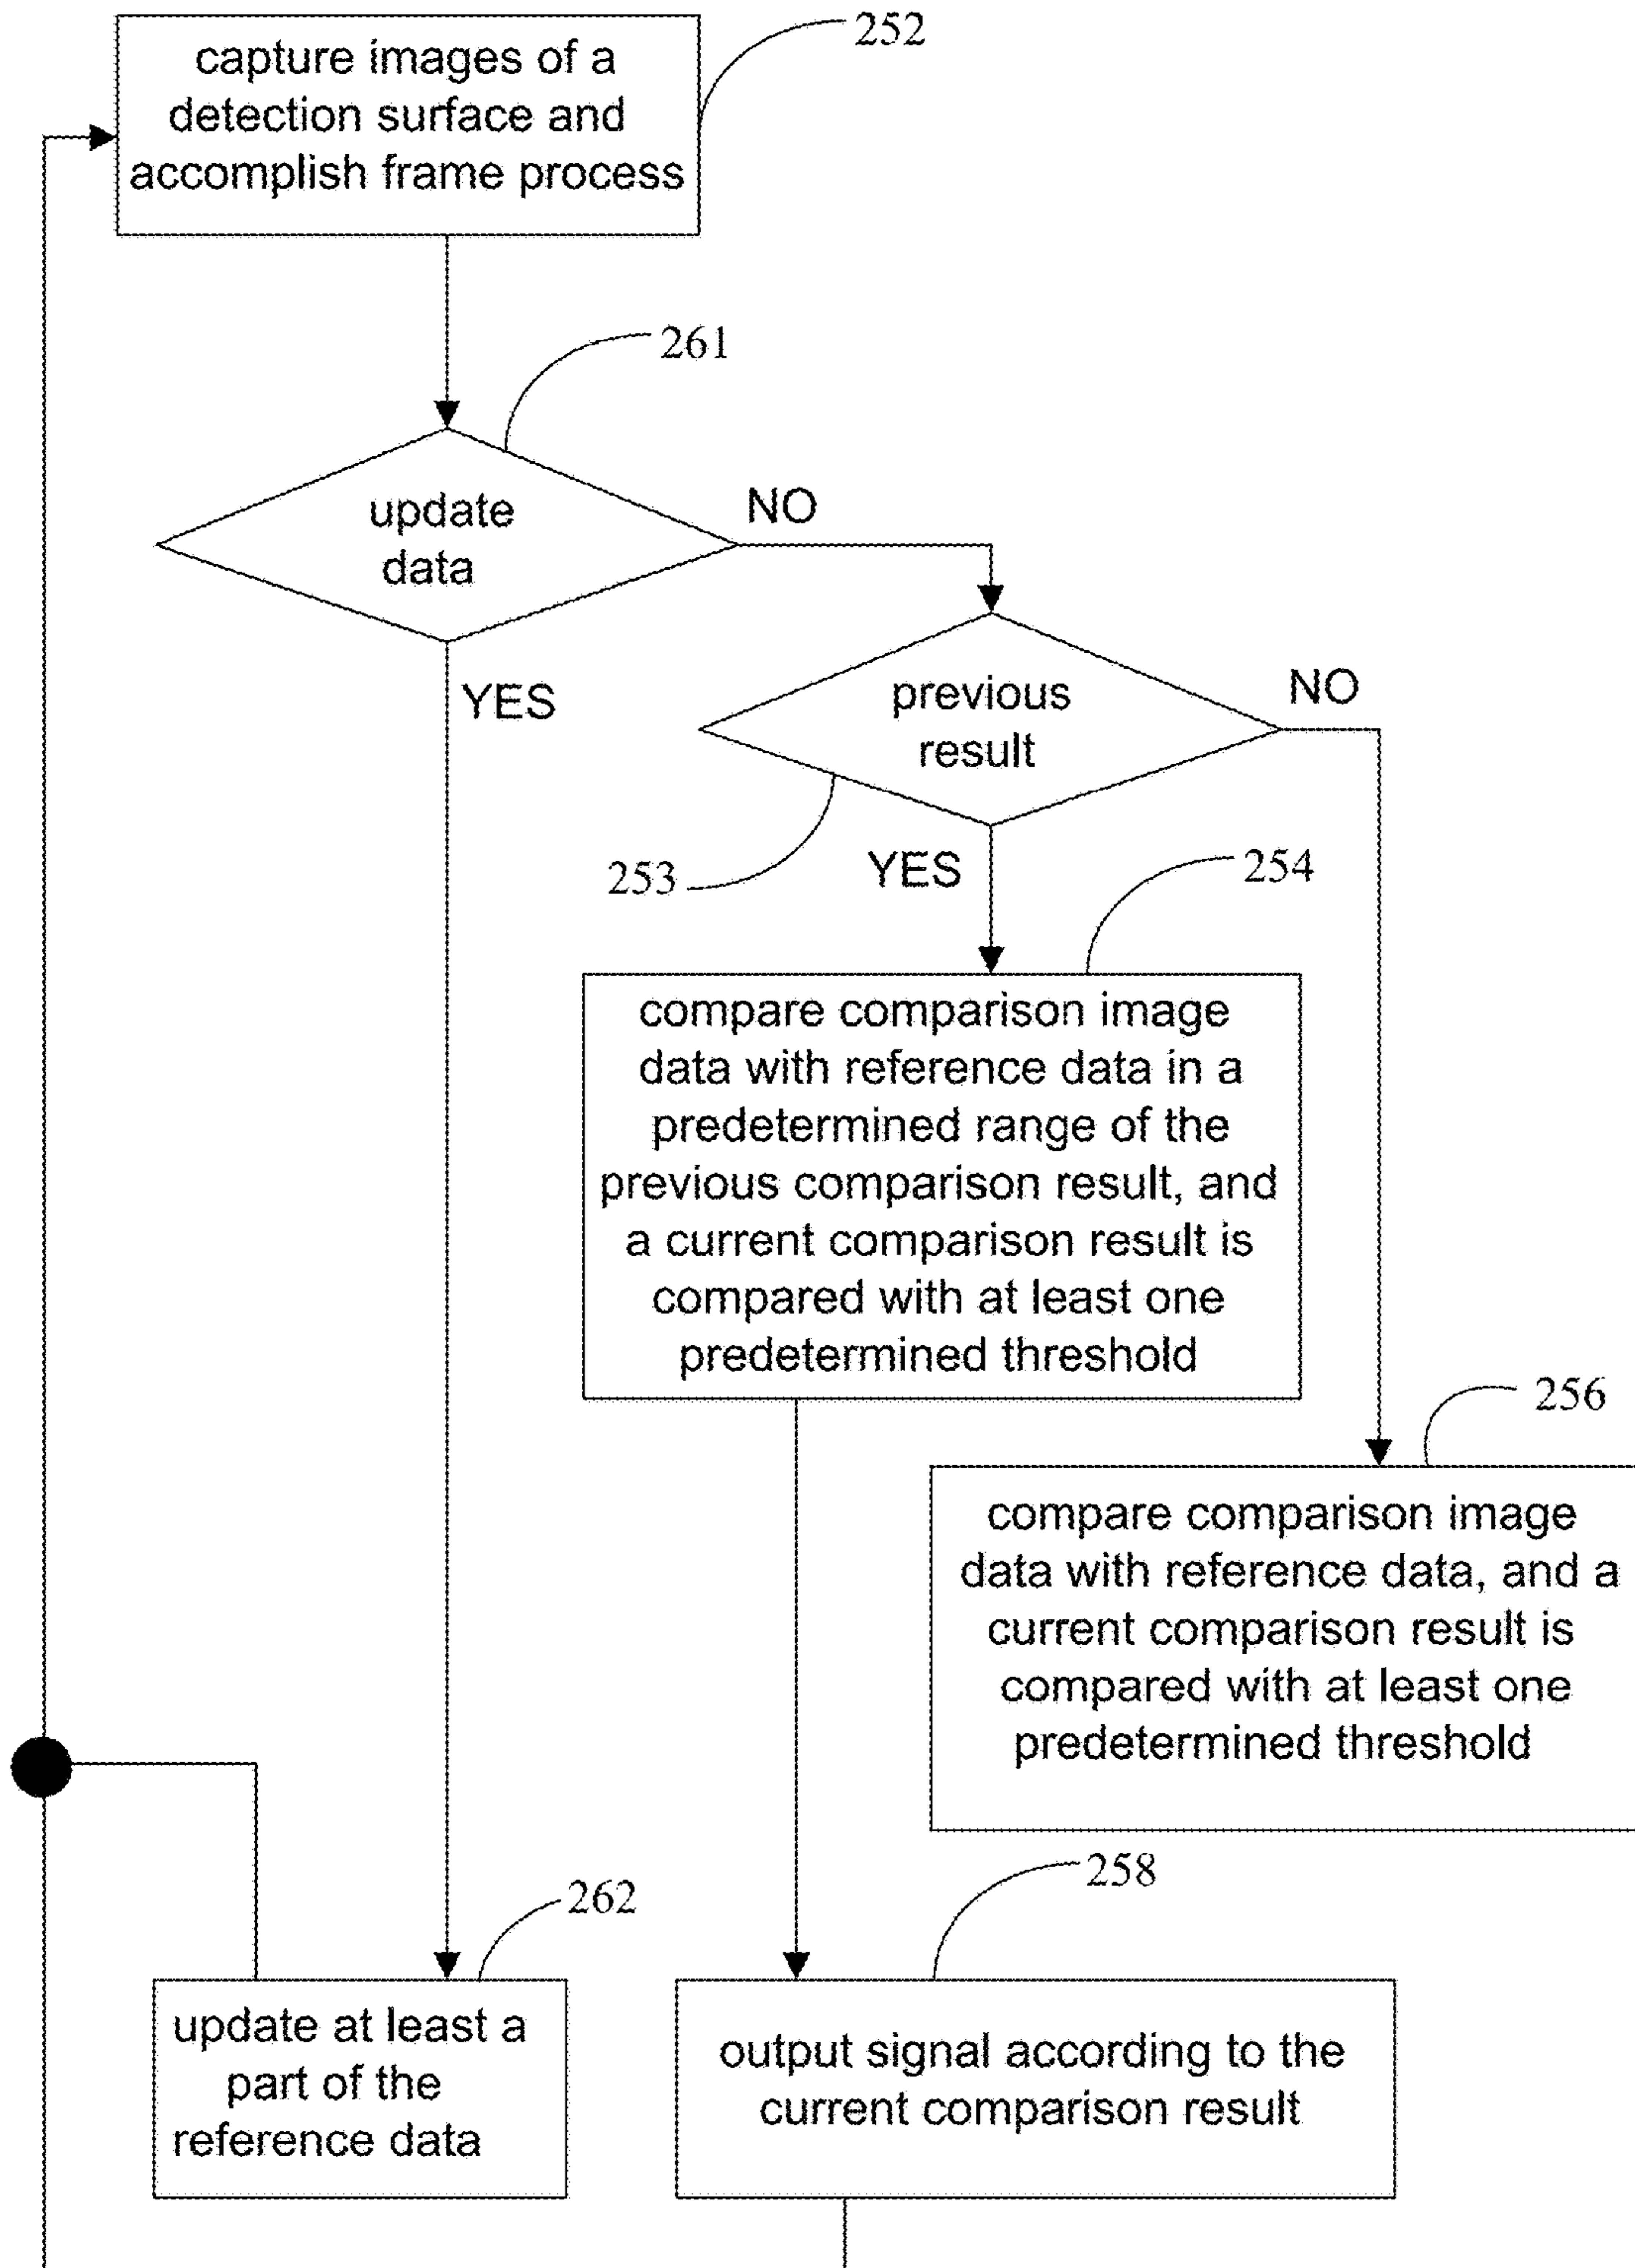 252
capture images of a
detection surface and
accomplish frame process
261
update
data
NO
YES
previous
result
NO
253
YES
254
compare comparison image
data with reference data in a
predetermined range of the
previous comparison result, and
a current comparison result is
compared with at least one
predetermined threshold
256
compare comparison image
data with reference data, and a
current comparison result is
compared with at least one
predetermined threshold
262
update at least a
part of the
reference data
258
output signal according to the
current comparison result